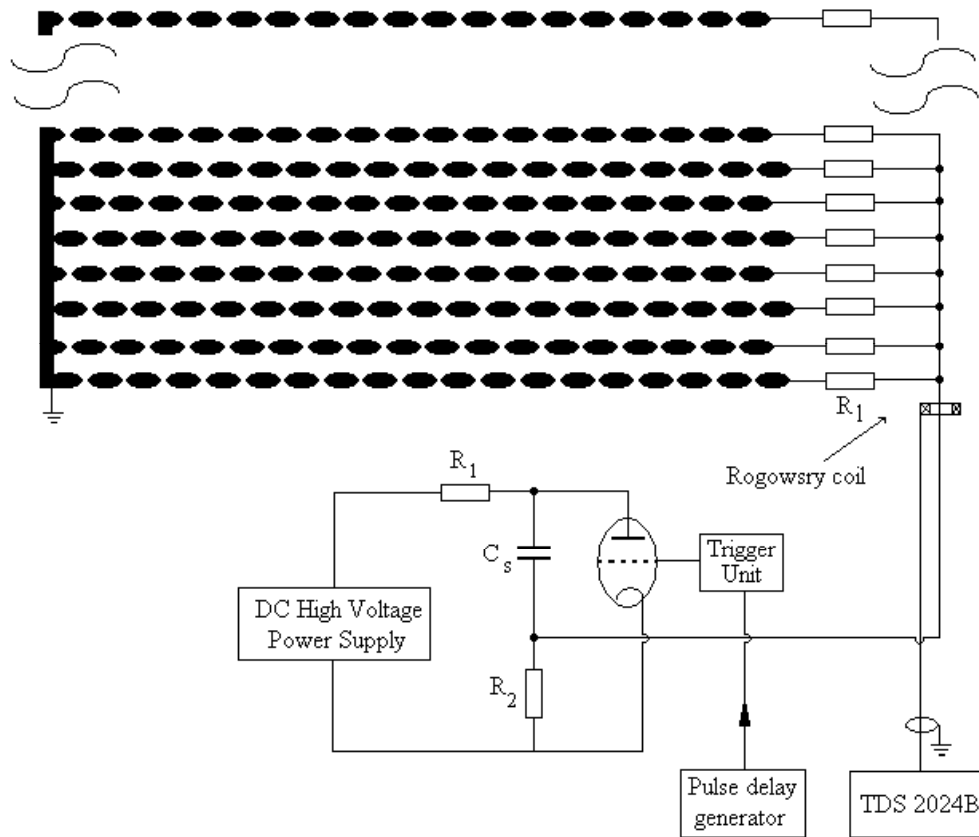 R1
Rogowsry coil
R1
Cs
Trigger
Unit
DC High Voltage
Power Supply
R2
Pulse delay
generator
TDS 2024B